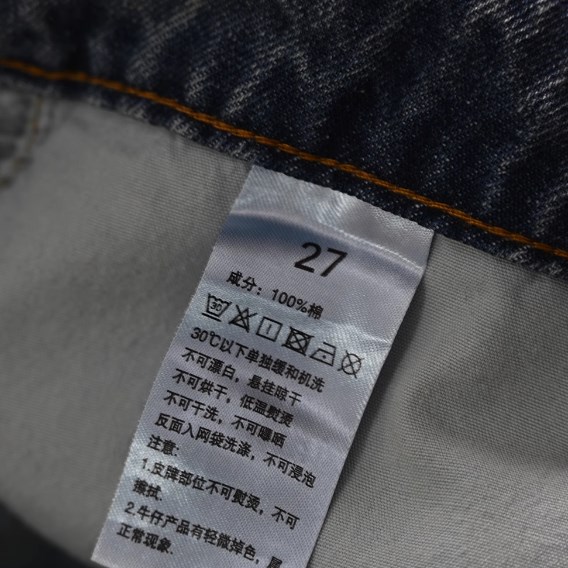 27
成分：100%棉
30
30℃以下单独缓和机洗
不可漂白，悬挂晾干
不可烘干，低温熨烫
不可干洗，不可曝晒
反面入网袋洗涤，不可浸泡
注意：
1.皮牌部位不可熨烫，不可
擦拭.
2.牛仔产品有轻微掉色，属
正常现象.